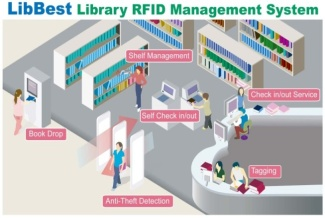 LibBest Library RFID Management System
Shelf Management
Check in/out Service
Self Check in/out
Book Drop
Tagging
Anti-Theft Detection